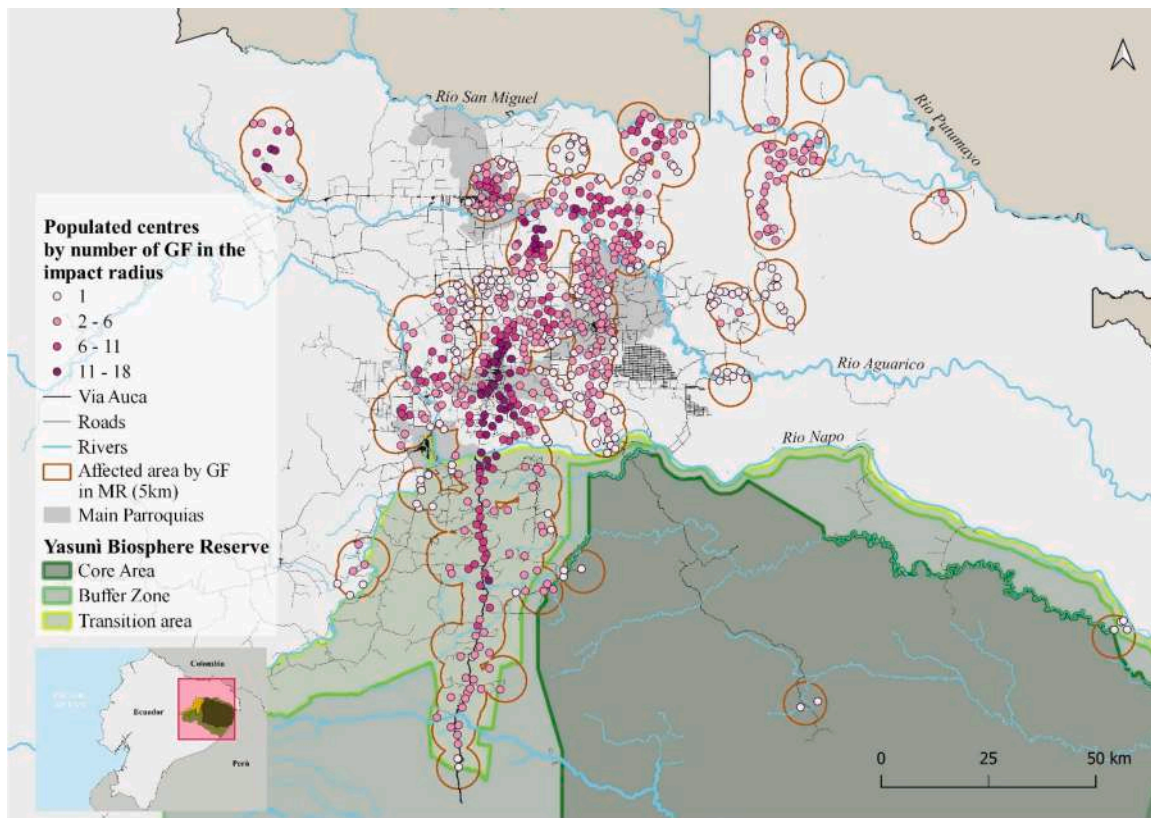 Río San Miguel
Rio Putumayo
Rio Aguarico
Rio Napo
Populated centres
by number of GF in the
impact radius
1
2 - 6
6 - 11
11 - 18
Via Auca
Roads
Rivers
Affected area by GF
in MR (5km)
Main Parroquias
Yasunì Biosphere Reserve
Core Area
Buffer Zone
Transition area
Colombia
Ecuador
Perù
0 25 50 km